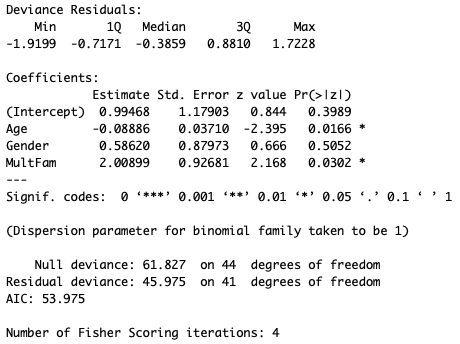 Deviance Residuals:
Min 1Q Median 3Q Max
-1.9199 -0.7171 -0.3859 0.8810 1.7228
Coefficients:
Estimate Std. Error z value Pr(>|z|)
(Intercept) 0.99468 1.17903 0.844 0.3989
Age -0.08886 0.03710 -2.395 0.0166 *
Gender 0.58620 0.87973 0.666 0.5052
MultFam 2.00899 0.92681 2.168 0.0302 *
---
Signif. codes: 0 ‘***’ 0.001 ‘**’ 0.01 ‘*’ 0.05 ‘.’ 0.1 ‘ ’ 1
(Dispersion parameter for binomial family taken to be 1)
Null deviance: 61.827 on 44 degrees of freedom
Residual deviance: 45.975 on 41 degrees of freedom
AIC: 53.975
Number of Fisher Scoring iterations: 4